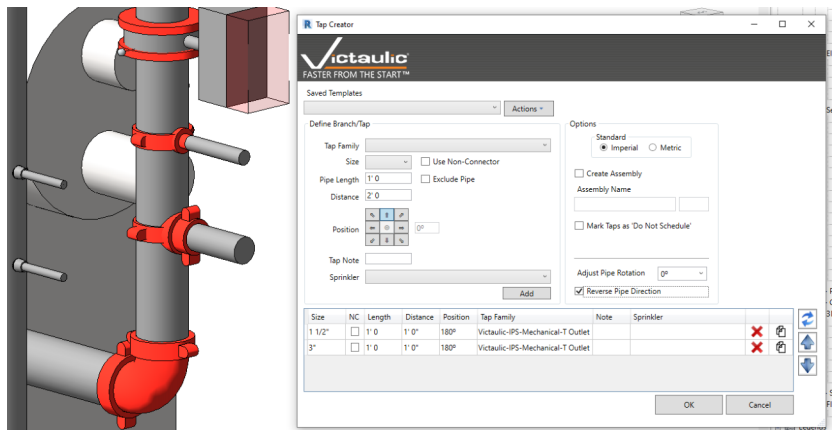 Tap Creator
Victaulic
FASTER FROM THE START™
Saved Templates
Actions
Define Branch/Tap
Tap Family
Size
Use Non-Connector
Pipe Length 1' 0
Exclude Pipe
Distance 2' 0
Position
0º
Tap Note
Sprinkler
Add
Options
Standard
Imperial
Metric
Create Assembly
Assembly Name
Mark Taps as 'Do Not Schedule'
Adjust Pipe Rotation 0º
Reverse Pipe Direction
Size NC Length Distance Position Tap Family Note Sprinkler
1 1/2" 1' 0 1' 0" 180º Victaulic-IPS-Mechanical-T Outlet
3" 1' 0 1' 0" 180º Victaulic-IPS-Mechanical-T Outlet
OK
Cancel